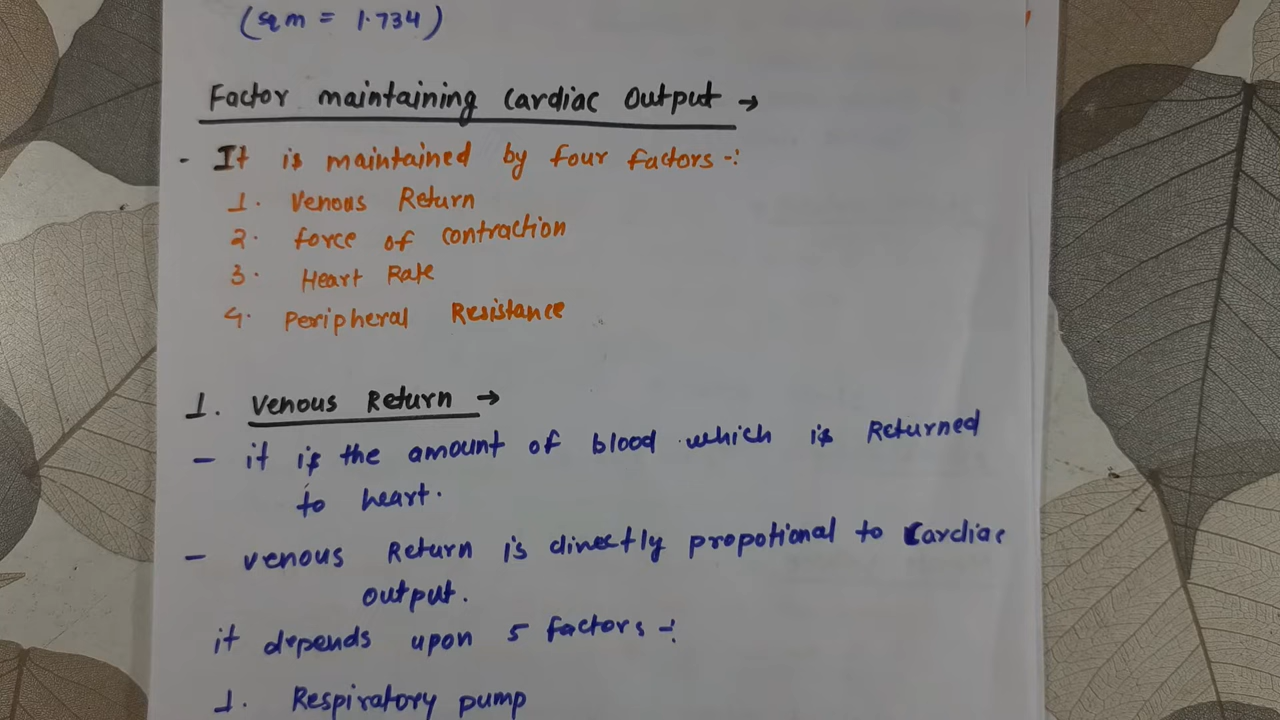 (sqm = 1.734)
Factor maintaining cardiac output →
- It is maintained by four factors -:
1. Venous Return
2. force of contraction
3. Heart Rate
4. Peripheral Resistance
1. Venous Return →
- it is the amount of blood which is Returned
to heart.
- venous Return is directly propotional to Cardiac
output.
it depends upon 5 factors -:
1. Respiratory pump